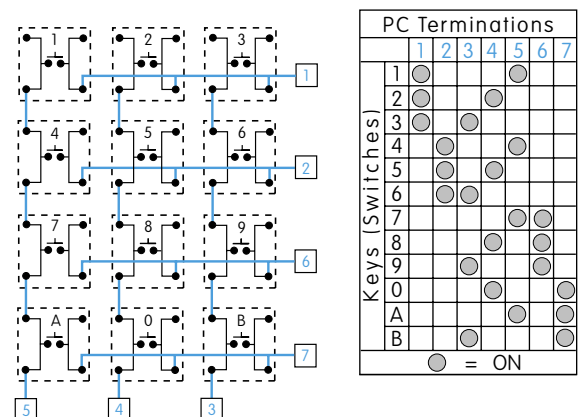 1 2 3
1
4 5 6
2
7 8 9
6
A 0 B
7
5 4 3
PC Terminations
1 2 3 4 5 6 7
Keys (Switches)
1
2
3
4
5
6
7
8
9
0
A
B
= ON